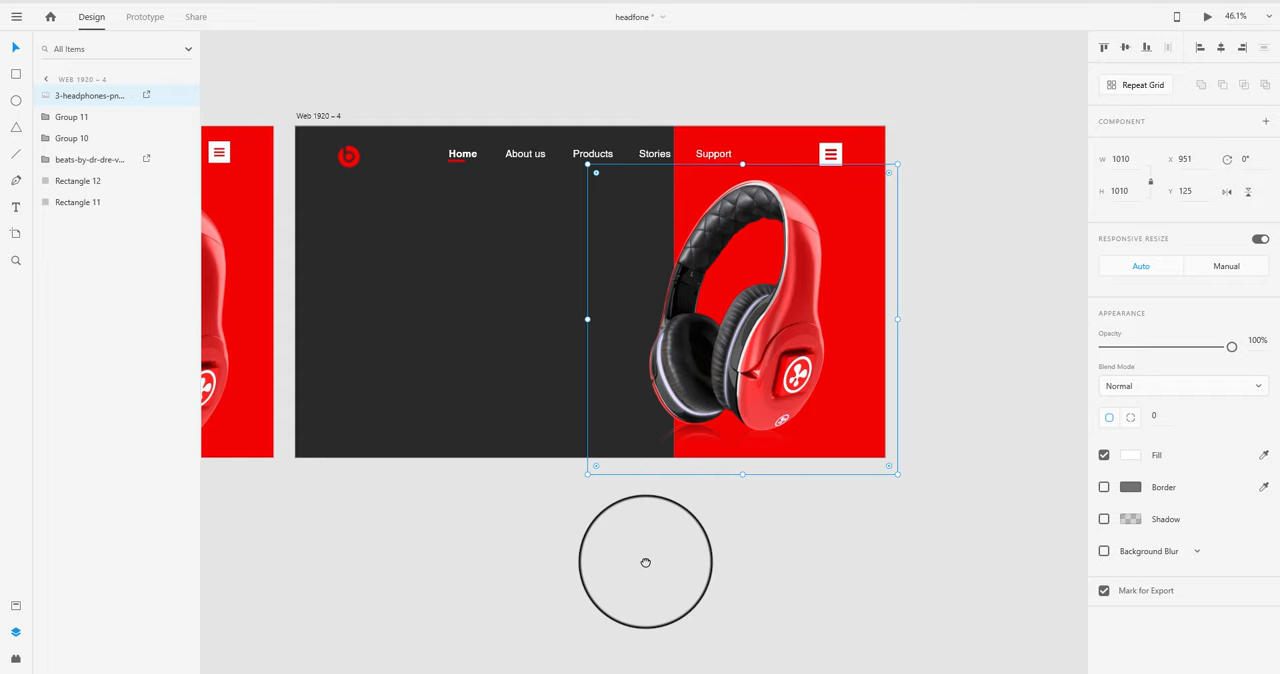 Design
Prototype
Share
headfone *
46.1%
All Items
WEB 1920 – 4
3-headphones-pn...
Group 11
Group 10
beats-by-dr-dre-v...
Rectangle 12
Rectangle 11
Web 1920 – 4
Home
About us
Products
Stories
Support
Repeat Grid
COMPONENT
W 1010 X 951 0°
H 1010 Y 125
RESPONSIVE RESIZE
Auto
Manual
APPEARANCE
Opacity
100%
Blend Mode
Normal
0
Fill
Border
Shadow
Background Blur
Mark for Export